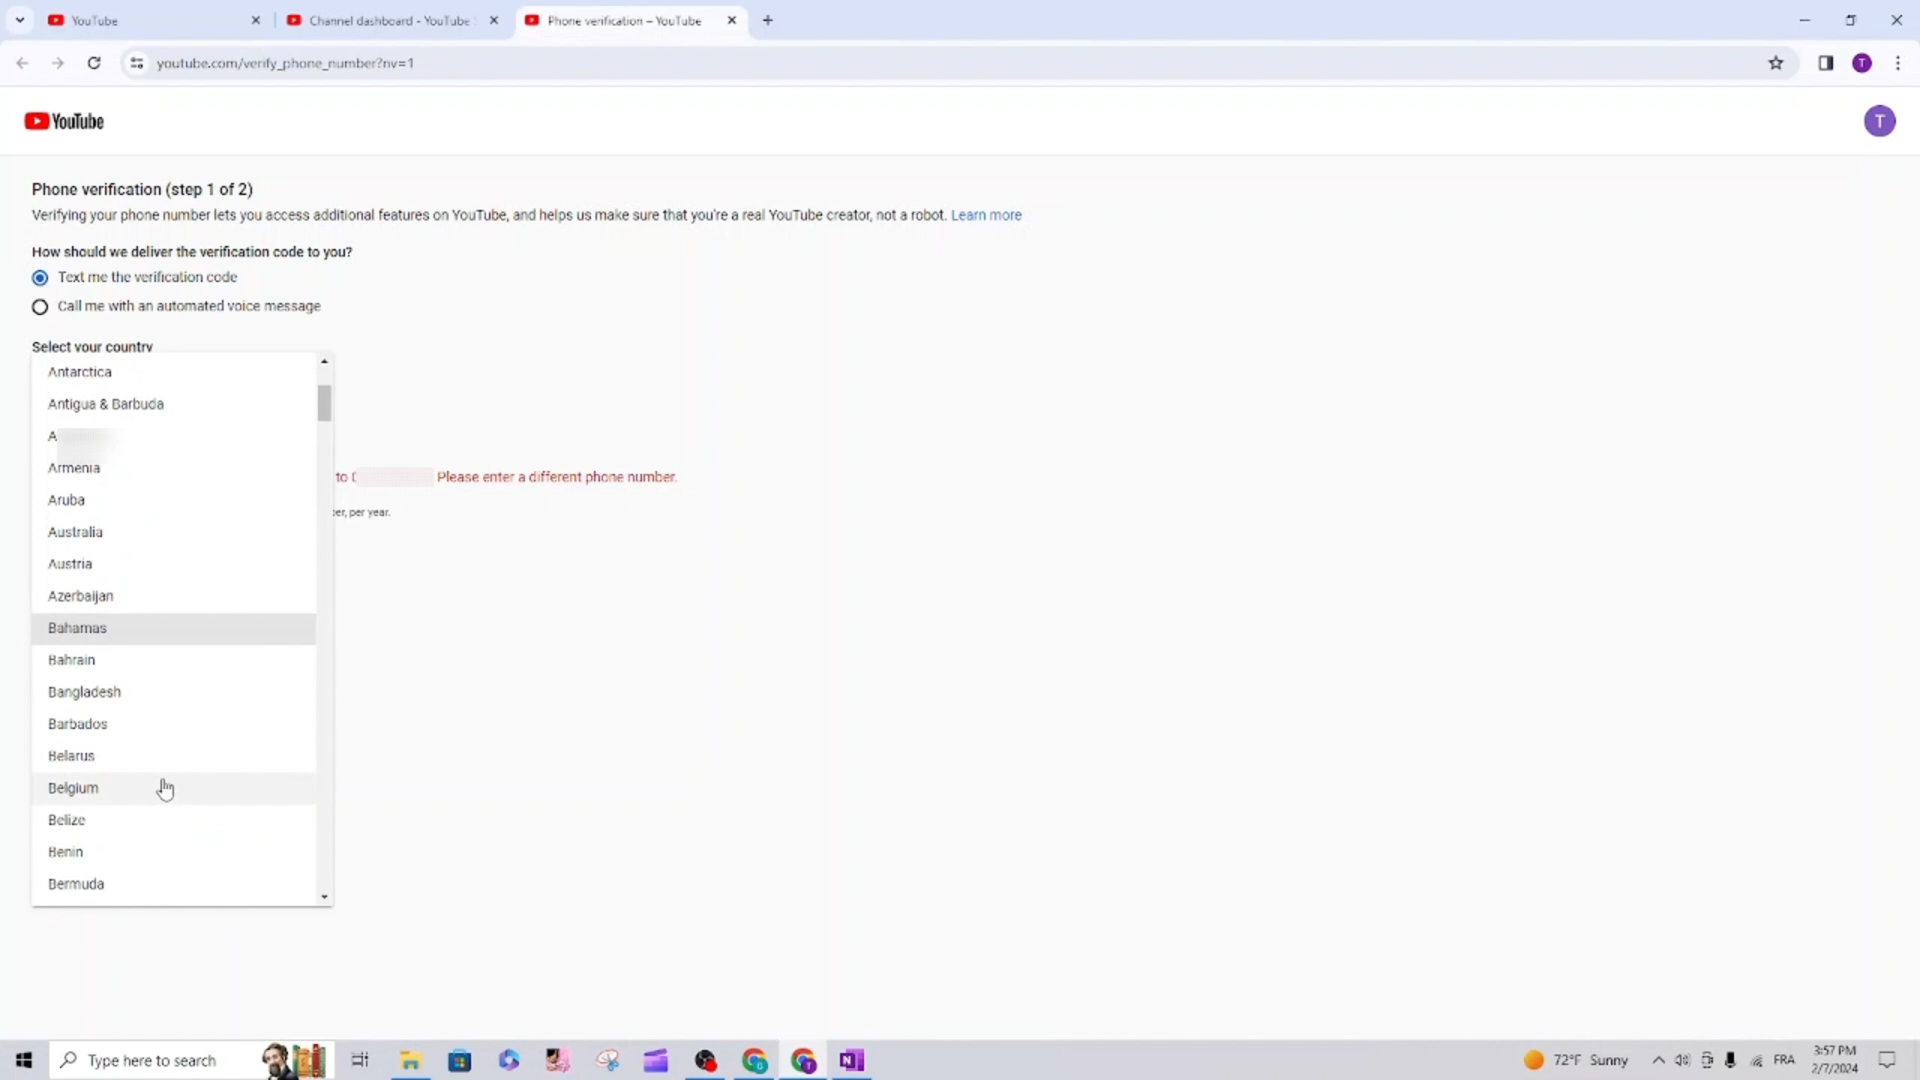 YouTube
Channel dashboard - YouTube
Phone verification – YouTube
youtube.com/verify_phone_number?nv=1
T
YouTube
T
Phone verification (step 1 of 2)
Verifying your phone number lets you access additional features on YouTube, and helps us make sure that you're a real YouTube creator, not a robot. Learn more
How should we deliver the verification code to you?
Text me the verification code
Call me with an automated voice message
Select your country
Antarctica
Antigua & Barbuda
A
Armenia
to Please enter a different phone number.
Aruba
per year.
Australia
Austria
Azerbaijan
Bahamas
Bahrain
Bangladesh
Barbados
Belarus
Belgium
Belize
Benin
Bermuda
Type here to search
72°F Sunny
FRA
3:57 PM
2/7/2024